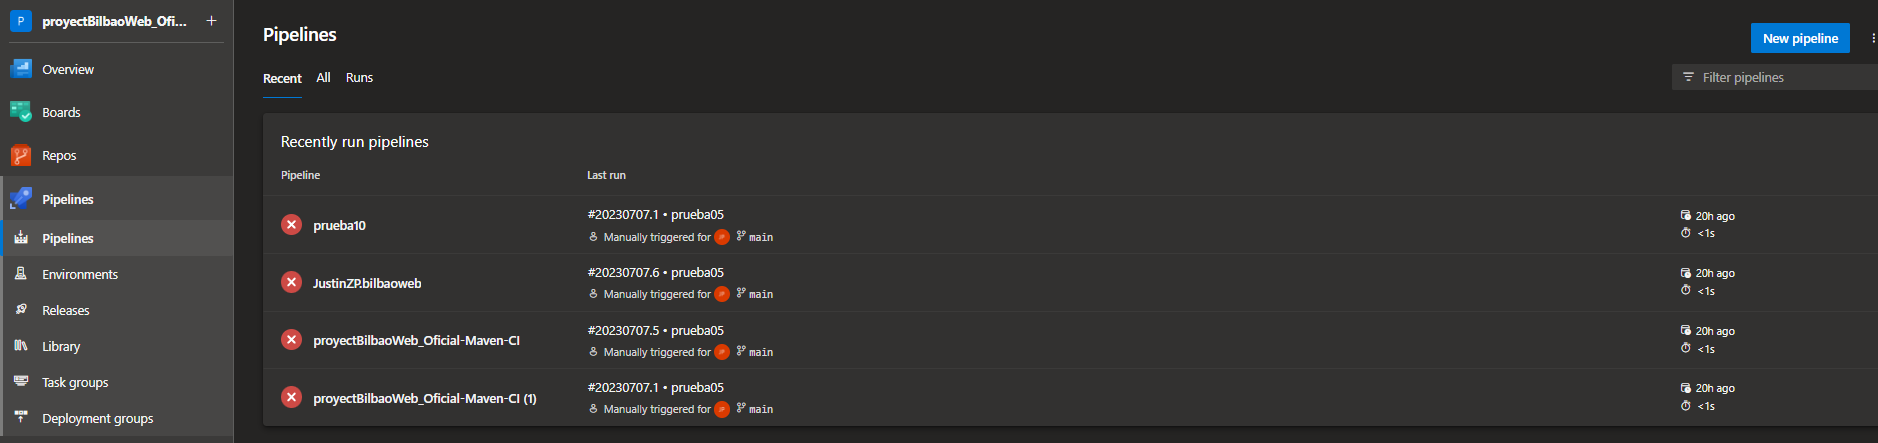 P proyectBilbaoWeb_Ofi... +
Overview
Boards
Repos
Pipelines
Pipelines
Environments
Releases
Library
Task groups
Deployment groups
Pipelines
New pipeline
Recent All Runs
Filter pipelines
Recently run pipelines
Pipeline Last run
prueba10
#20230707.1 • prueba05
Manually triggered for main
20h ago
<1s
JustinZP.bilbaoweb
#20230707.6 • prueba05
Manually triggered for main
20h ago
<1s
proyectBilbaoWeb_Oficial-Maven-CI
#20230707.5 • prueba05
Manually triggered for main
20h ago
<1s
proyectBilbaoWeb_Oficial-Maven-CI (1)
#20230707.1 • prueba05
Manually triggered for main
20h ago
<1s